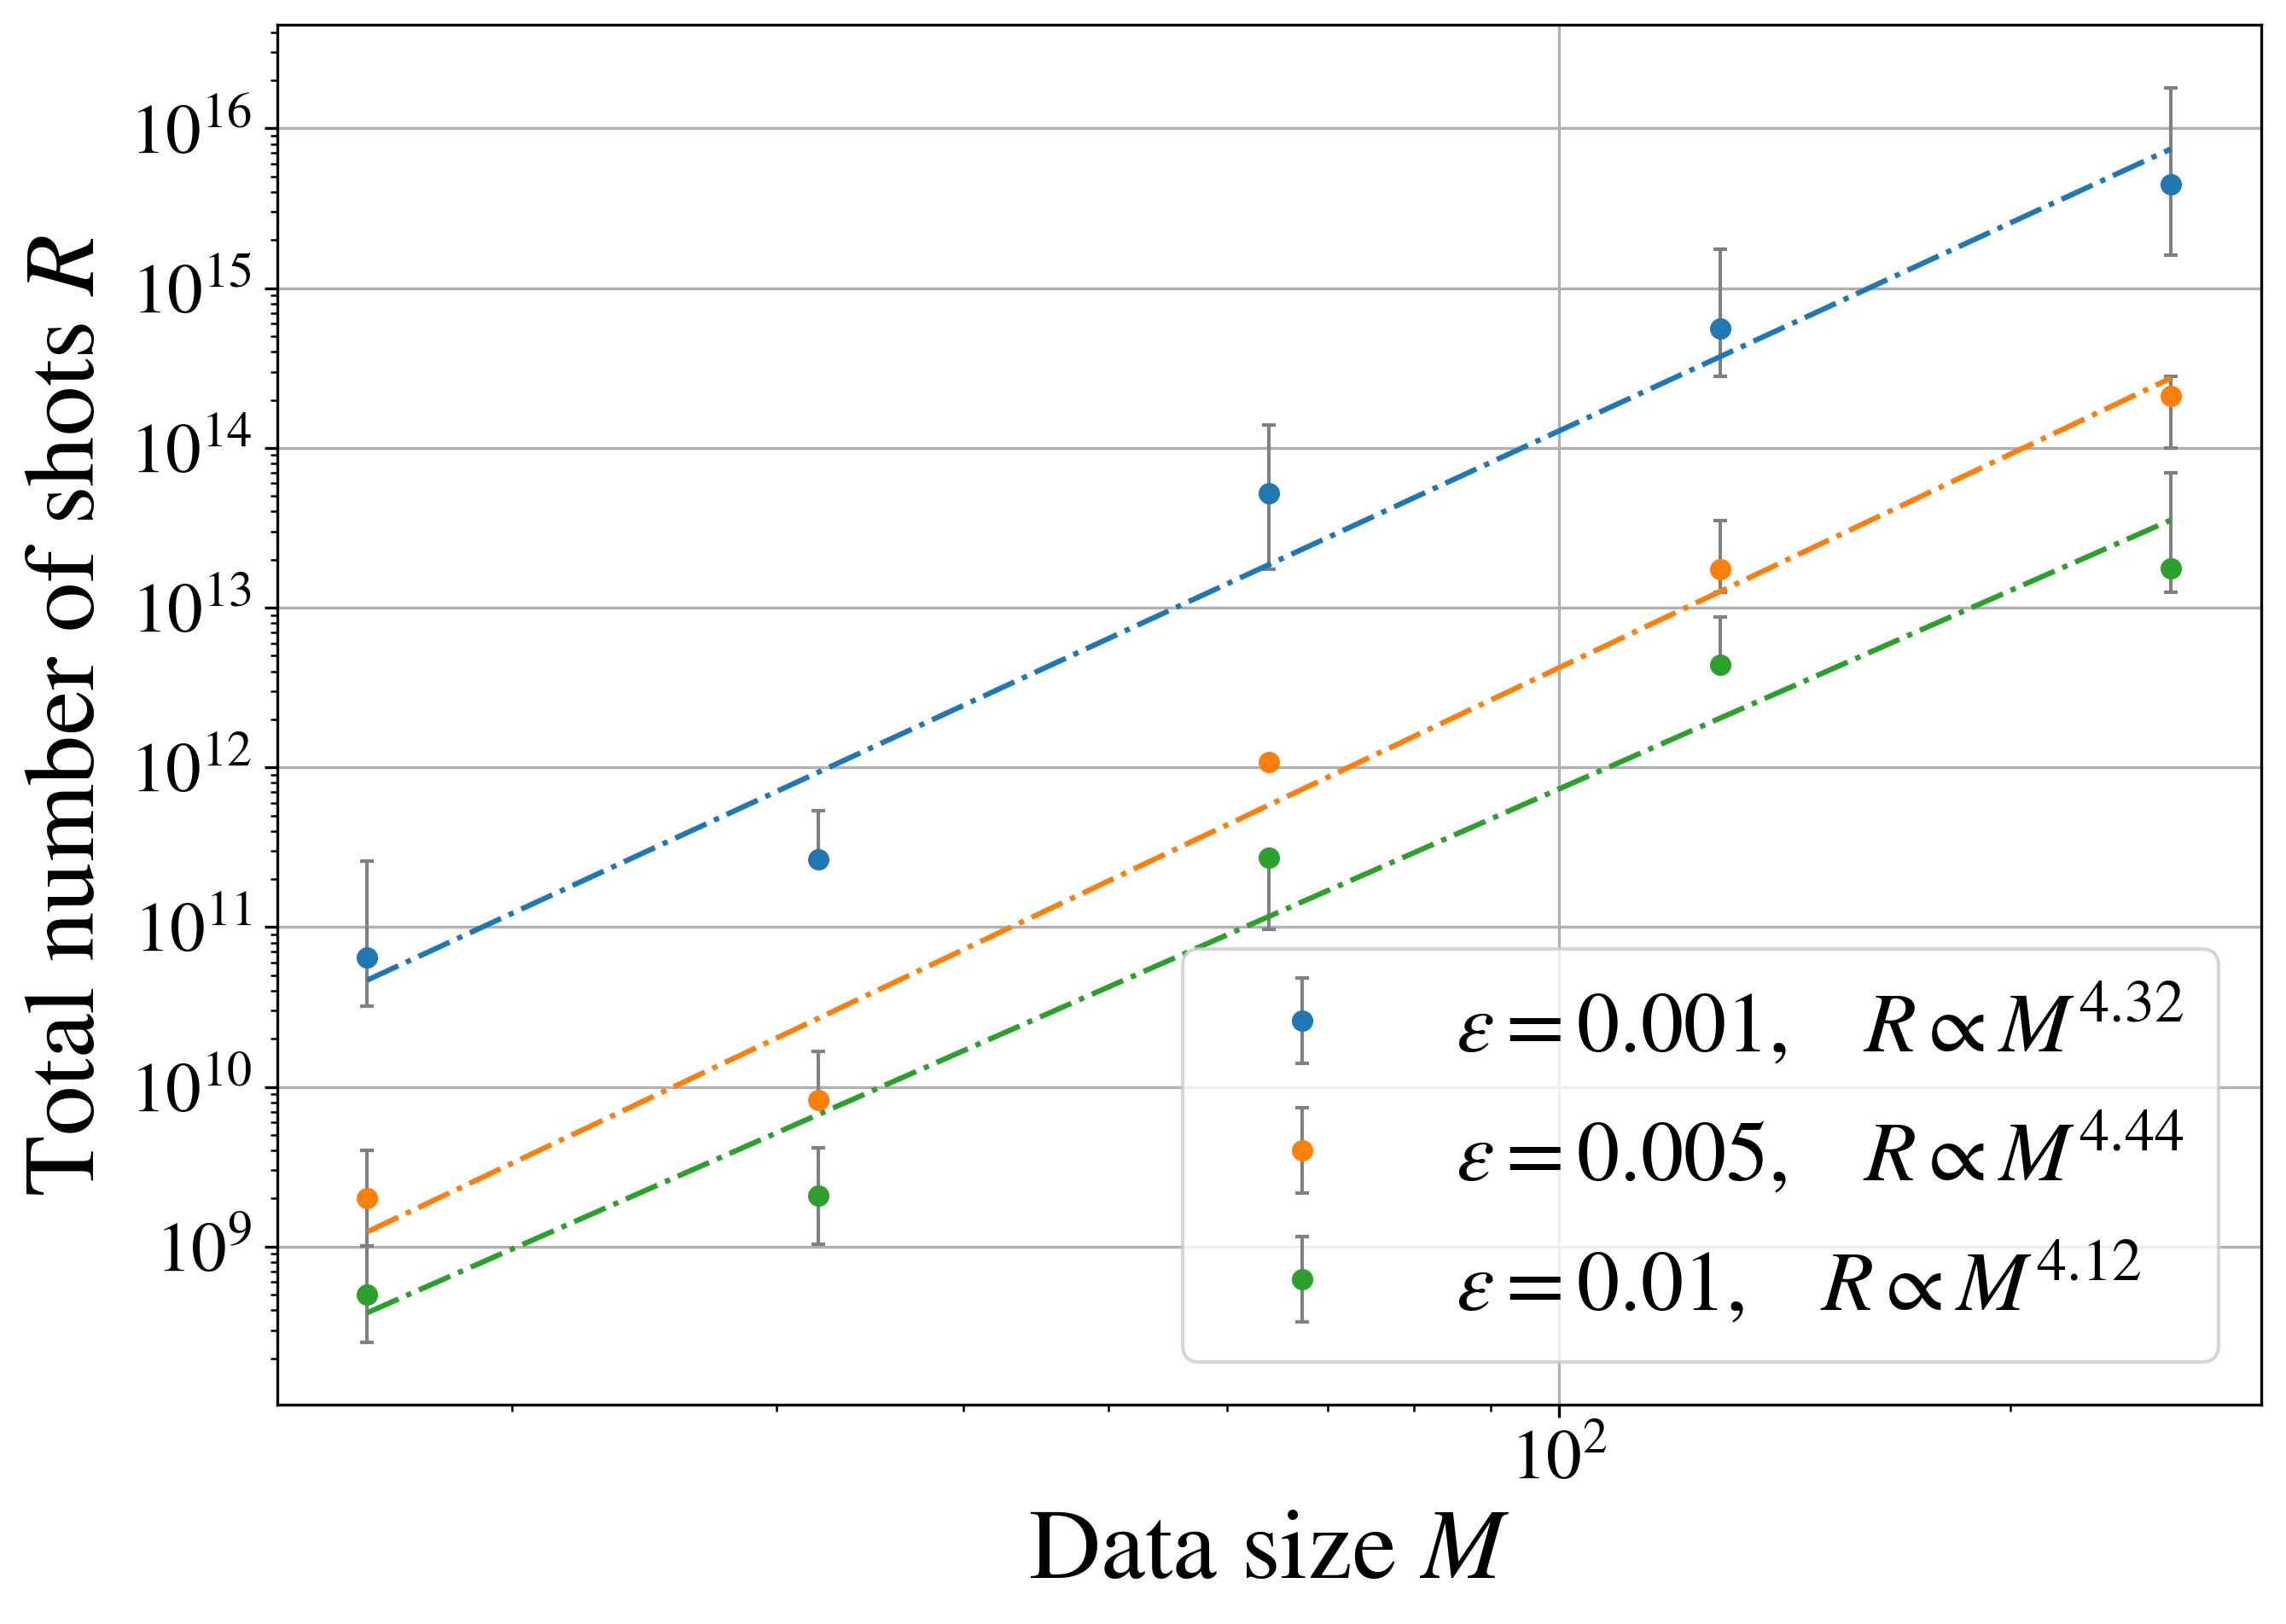 10^16
10^15
10^14
10^13
10^12
10^11
10^10
10^9
Total number of shots R
ε = 0.001, R ∝ M^4.32
ε = 0.005, R ∝ M^4.44
ε = 0.01, R ∝ M^4.12
10^2
Data size M